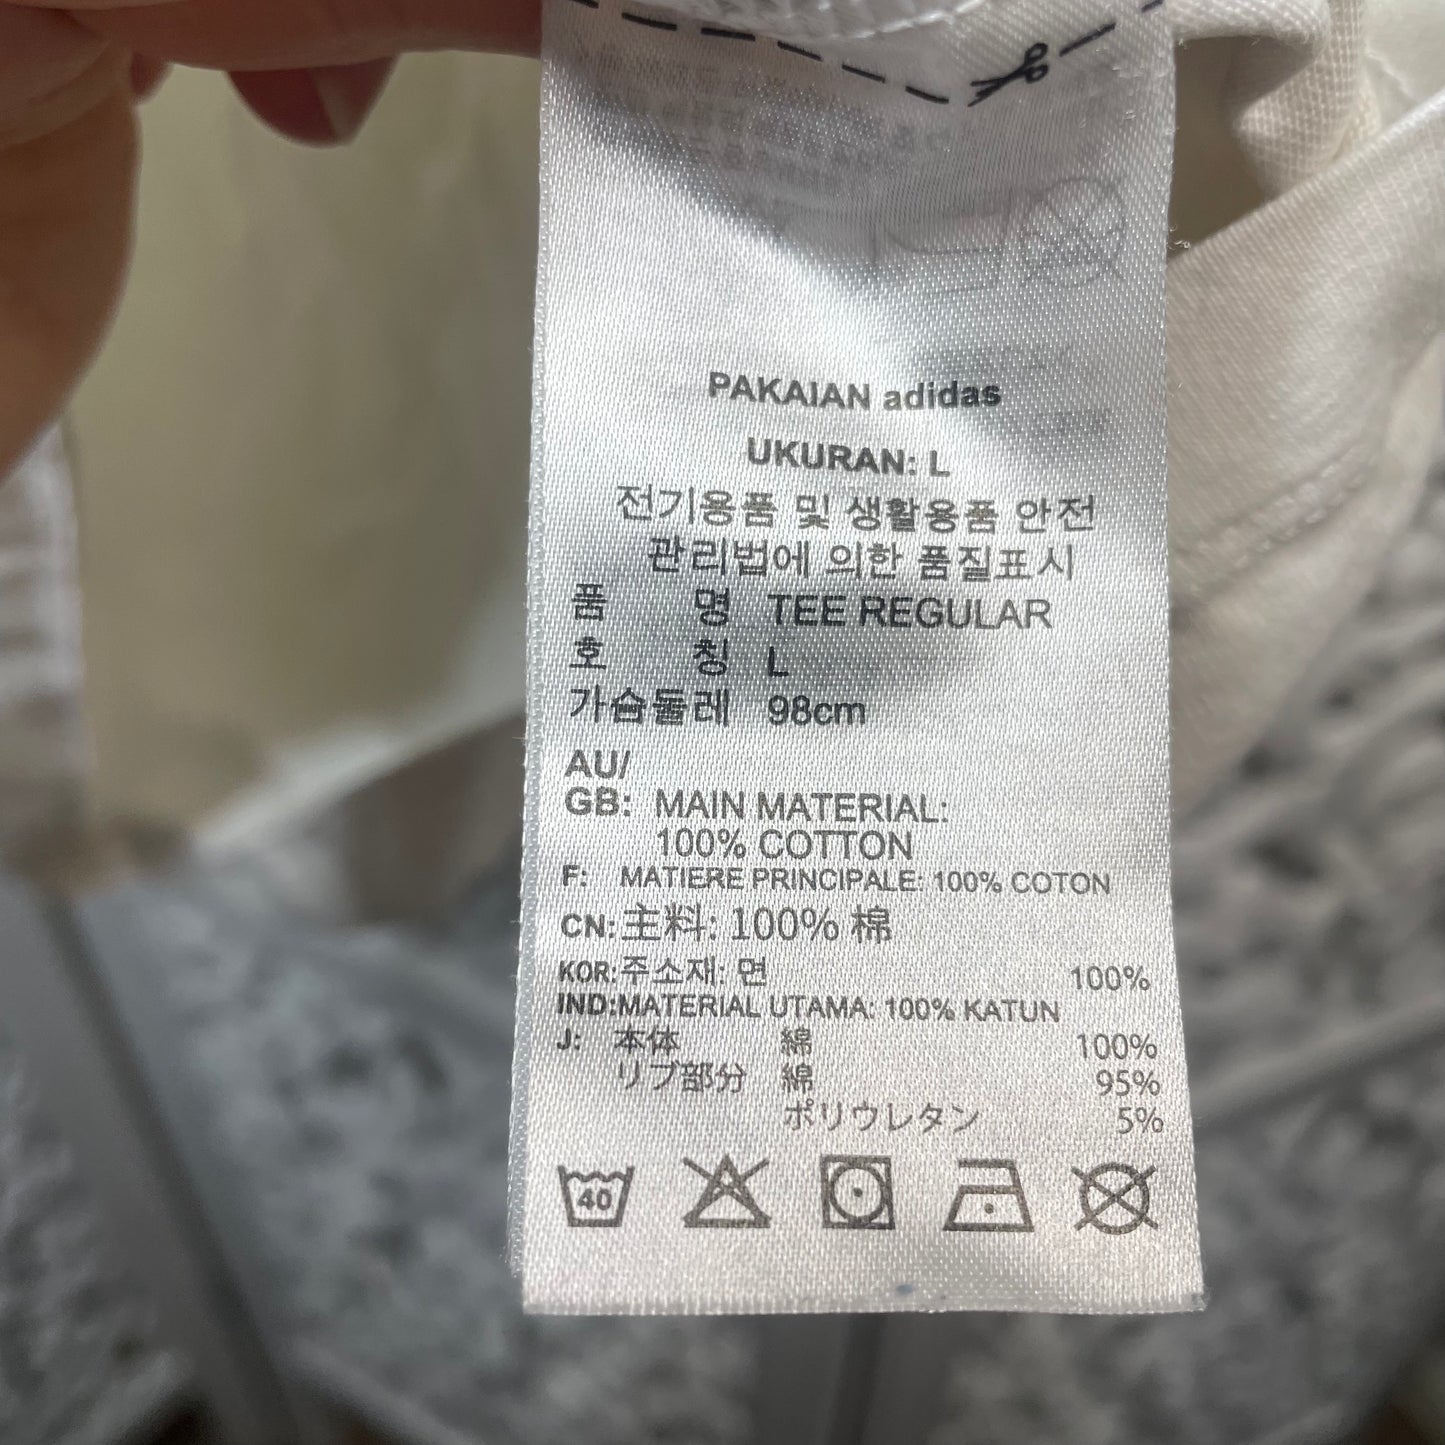 PAKAIAN adidas
UKURAN: L
전기용품 및 생활용품 안전
관리법에 의한 품질표시
품 명 TEE REGULAR
호 칭 L
가슴둘레 98cm
AU/
GB: MAIN MATERIAL:
100% COTTON
F: MATIERE PRINCIPALE: 100% COTON
CN: 主料: 100% 棉
KOR: 주소재: 면 100%
IND: MATERIAL UTAMA: 100% KATUN
J: 本体 綿 100%
リブ部分 綿 95%
ポリウレタン 5%
40